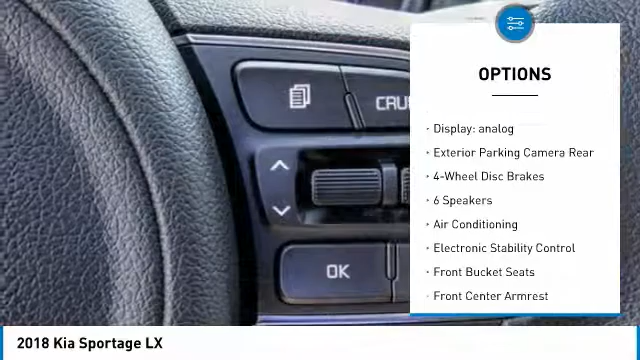 OPTIONS
· Display: analog
· Exterior Parking Camera Rear
· 4-Wheel Disc Brakes
· 6 Speakers
· Air Conditioning
· Electronic Stability Control
· Front Bucket Seats
· Front Center Armrest
OK
2018 Kia Sportage LX